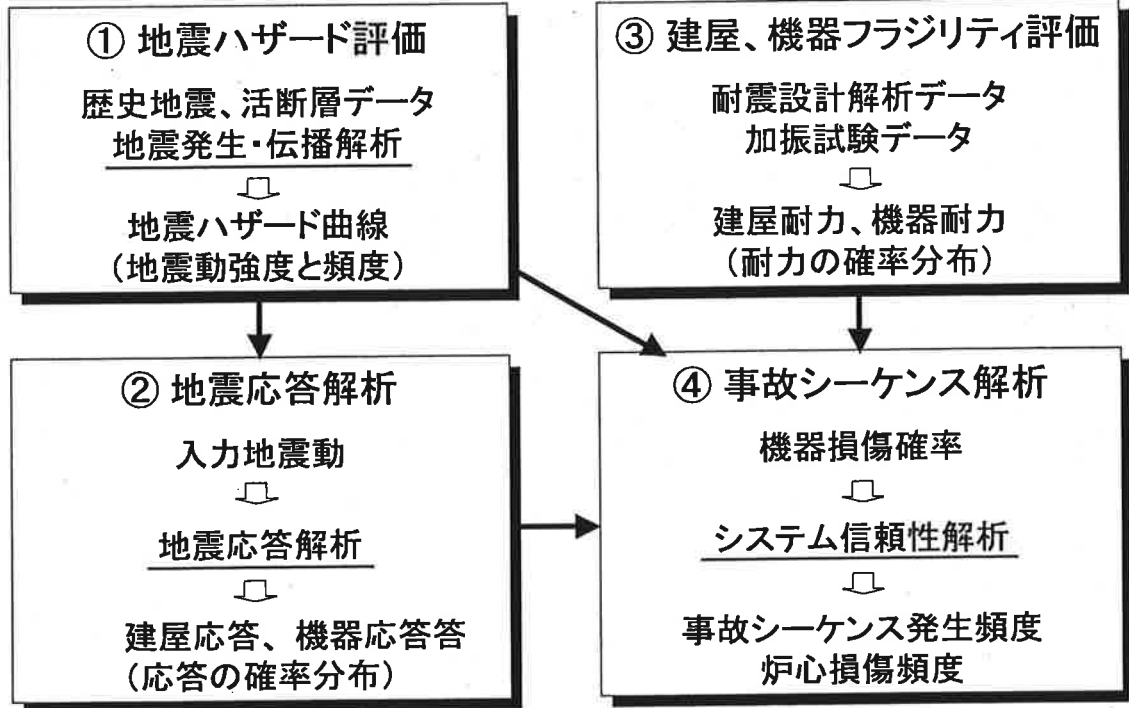 ① 地震ハザード評価
歴史地震、活断層データ
地震発生・伝播解析
地震ハザード曲線
(地震動強度と頻度)
② 地震応答解析
入力地震動
地震応答解析
建屋応答、機器応答答
(応答の確率分布)
③ 建屋、機器フラジリティ評価
耐震設計解析データ
加振試験データ
建屋耐力、機器耐力
(耐力の確率分布)
④ 事故シーケンス解析
機器損傷確率
システム信頼性解析
事故シーケンス発生頻度
炉心損傷頻度